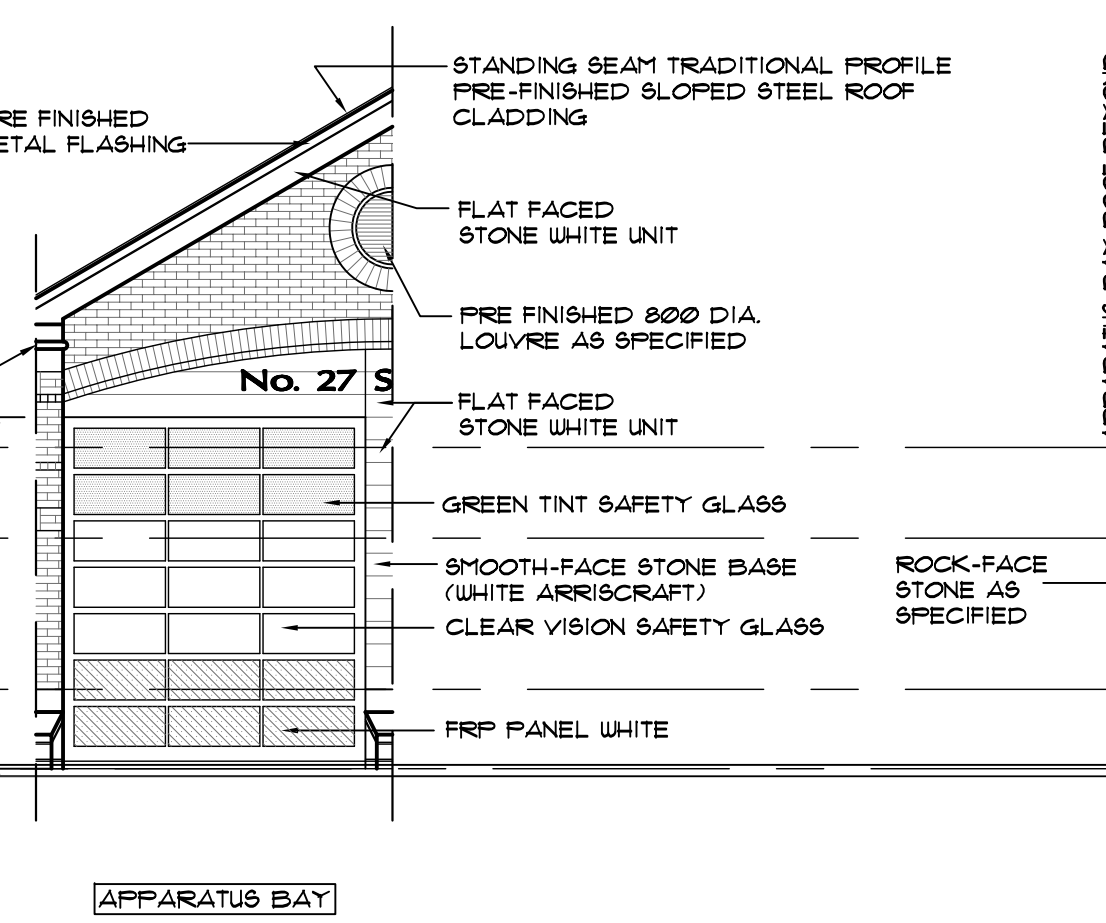 STANDING SEAM TRADITIONAL PROFILE
PRE-FINISHED SLOPED STEEL ROOF
CLADDING
RE FINISHED
ETAL FLASHING
FLAT FACED
STONE WHITE UNIT
PRE FINISHED 800 DIA.
LOUVRE AS SPECIFIED
No. 27 S
FLAT FACED
STONE WHITE UNIT
GREEN TINT SAFETY GLASS
SMOOTH-FACE STONE BASE
(WHITE ARRISCRAFT)
ROCK-FACE
STONE AS
SPECIFIED
CLEAR VISION SAFETY GLASS
FRP PANEL WHITE
APPARATUS BAY